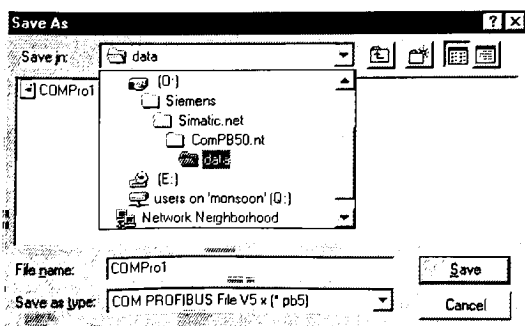 Save As
Save in: data
COMPro1
(D:)
Siemens
Simatic.net
ComPB50.nt
data
(E:)
users on 'monsoon' (Q:)
Network Neighborhood
File name: COMPro1 Save
Save as type: COM PROFIBUS File V5 x (* pb5) Cancel